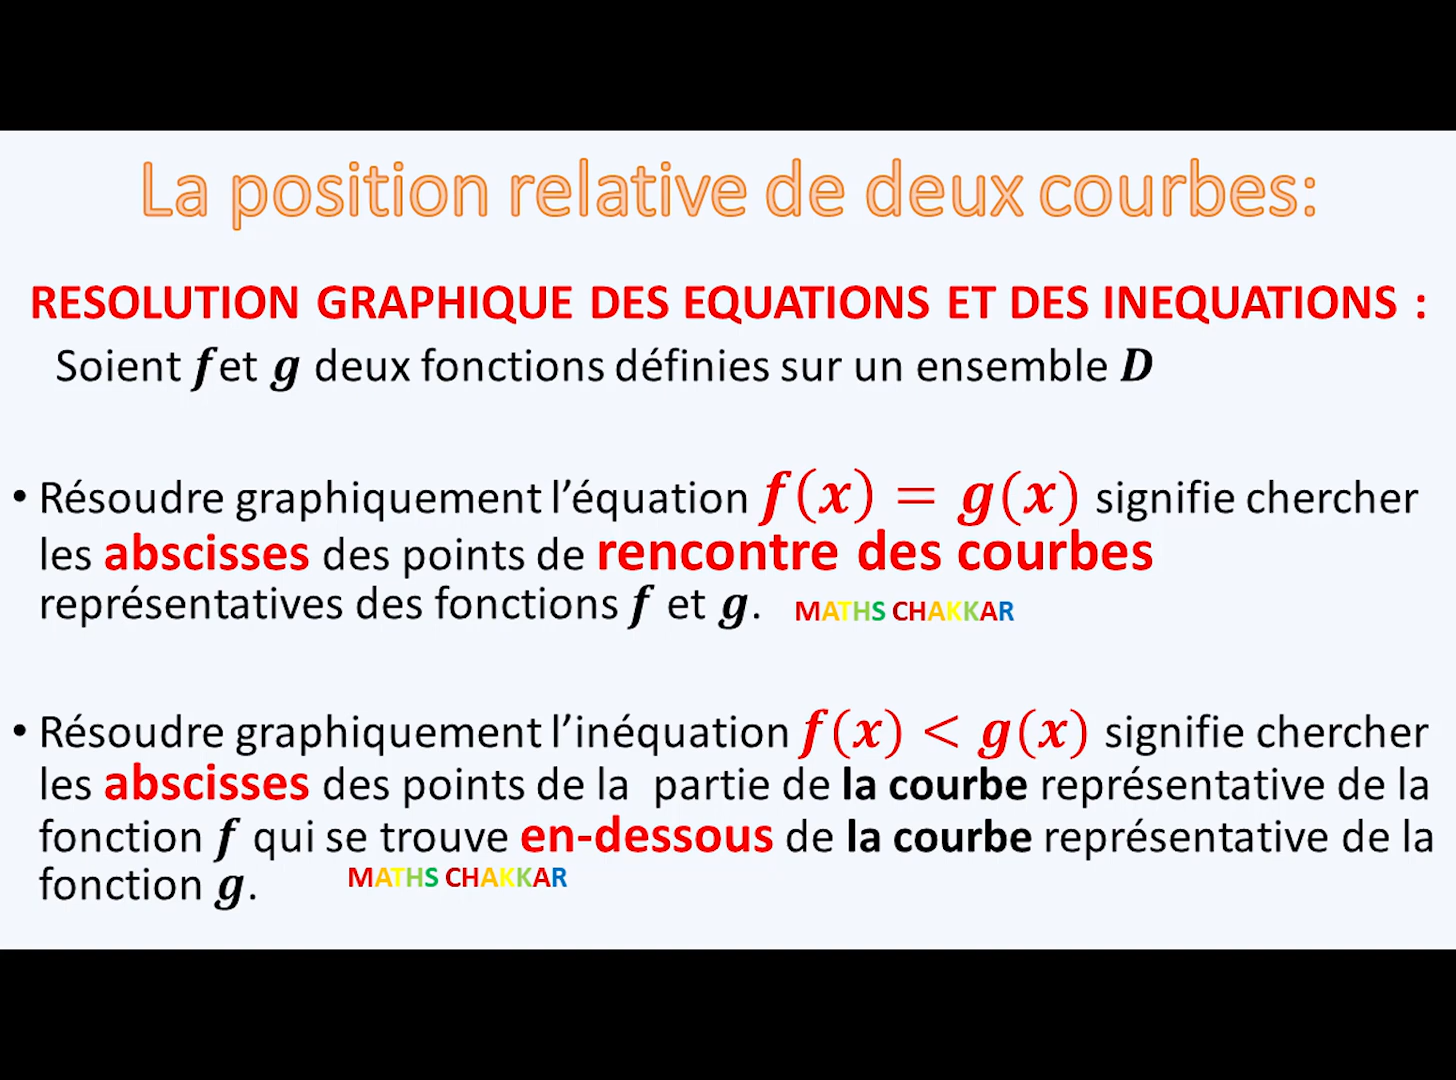 La position relative de deux courbes:
RESOLUTION GRAPHIQUE DES EQUATIONS ET DES INEQUATIONS :
Soient f et g deux fonctions définies sur un ensemble D
• Résoudre graphiquement l’équation f(x) = g(x) signifie chercher
les abscisses des points de rencontre des courbes
représentatives des fonctions f et g. MATHS CHAKKAR
• Résoudre graphiquement l’inéquation f(x) < g(x) signifie chercher
les abscisses des points de la partie de la courbe représentative de la
fonction f qui se trouve en-dessous de la courbe représentative de la
fonction g. MATHS CHAKKAR